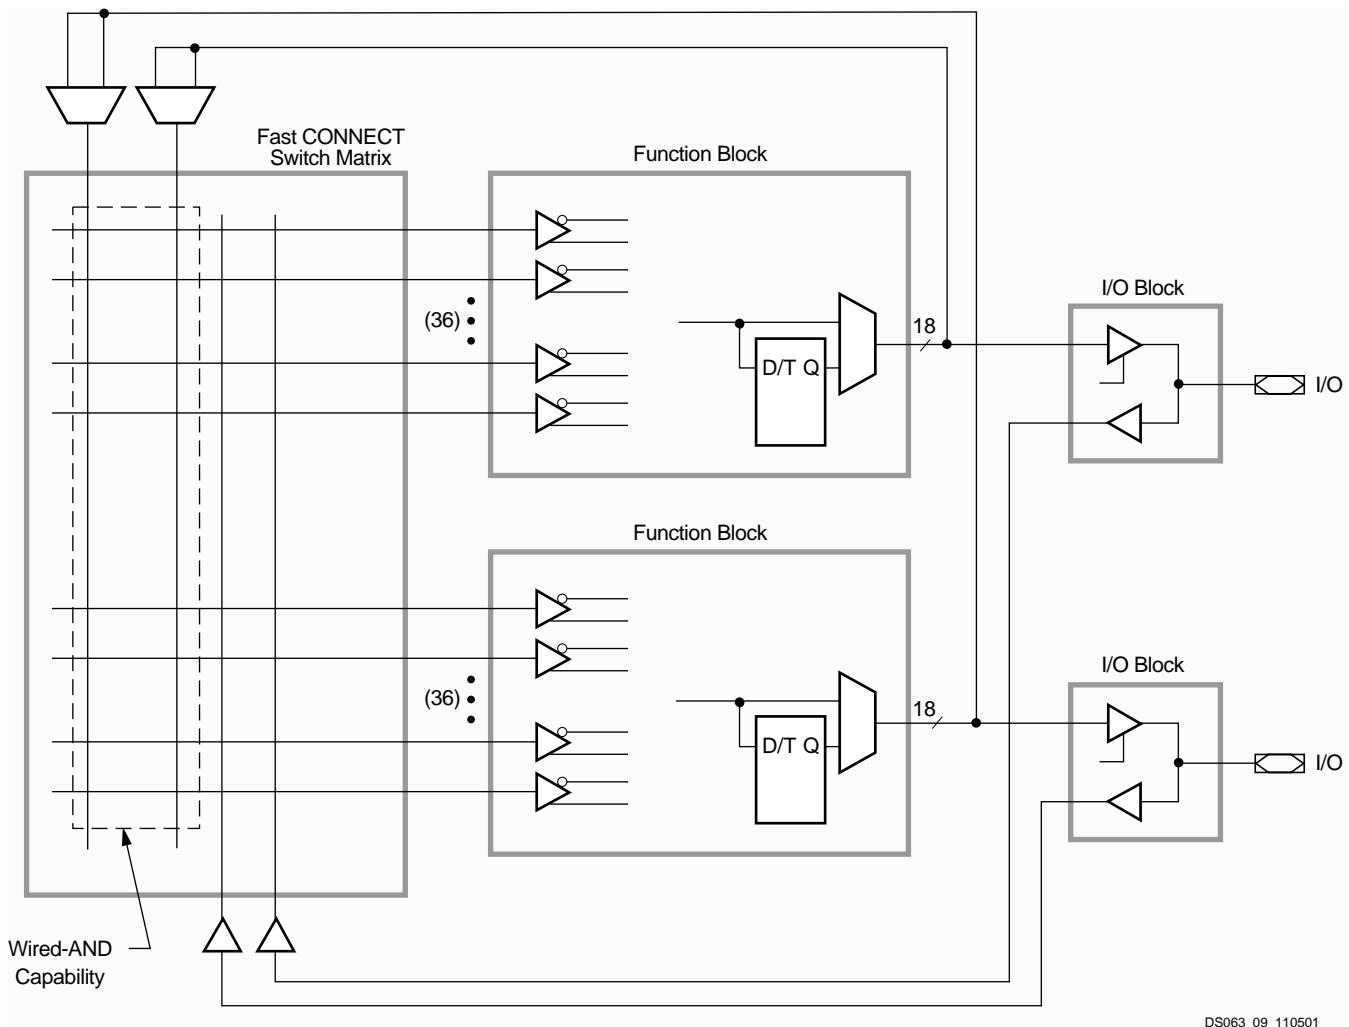 Fast CONNECT
Switch Matrix
Function Block
(36)
D/T Q
18
I/O Block
I/O
Function Block
(36)
D/T Q
18
I/O Block
I/O
Wired-AND
Capability
DS063_09_110501